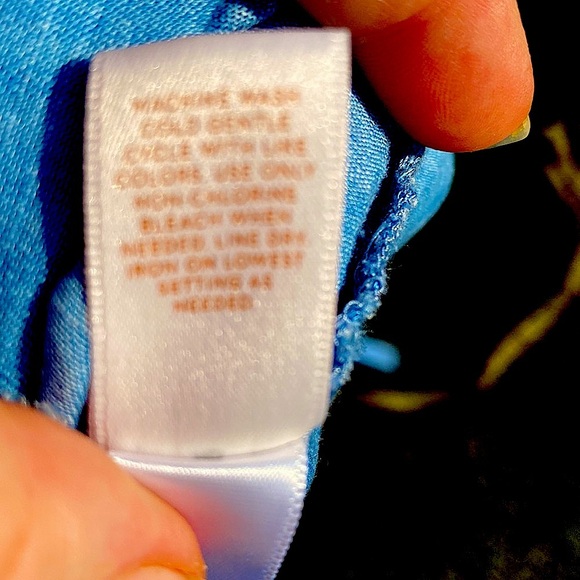 MACHINE WASH
COLD GENTLE
CYCLE WITH LIKE
COLORS. USE ONLY
NON-CHLORINE
BLEACH WHEN
NEEDED. LINE DRY.
IRON ON LOWEST
SETTING AS
NEEDED.